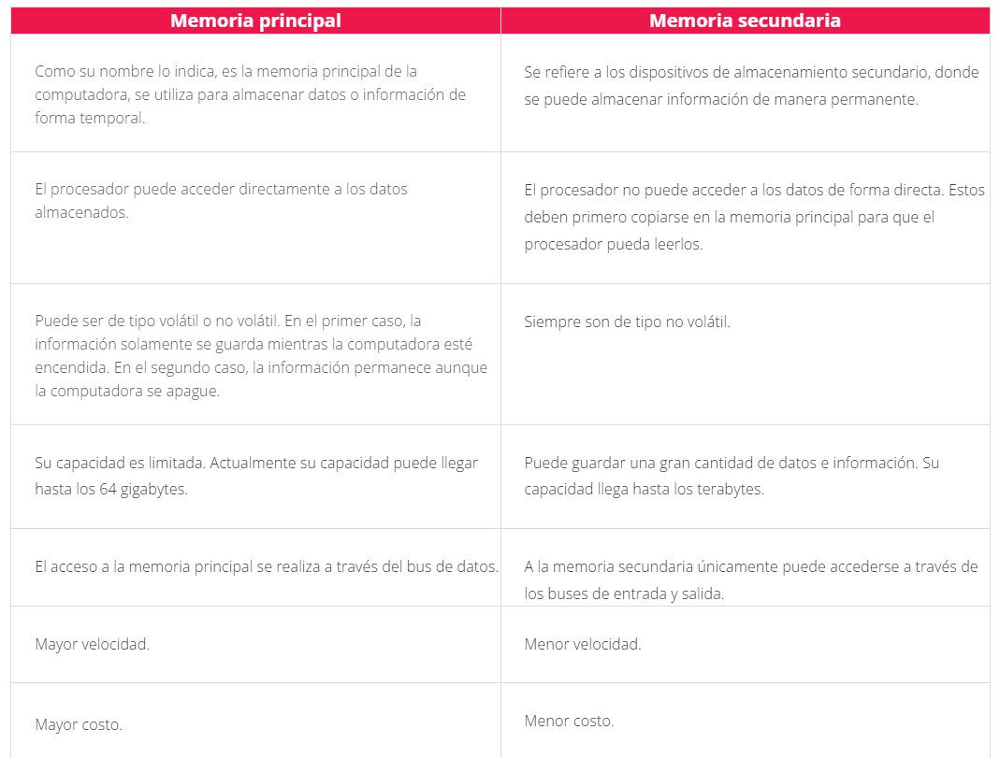 Memoria principal
Memoria secundaria
Como su nombre lo indica, es la memoria principal de la
computadora, se utiliza para almacenar datos o información de
forma temporal.
Se refiere a los dispositivos de almacenamiento secundario, donde
se puede almacenar información de manera permanente.
El procesador puede acceder directamente a los datos
almacenados.
El procesador no puede acceder a los datos de forma directa. Estos
deben primero copiarse en la memoria principal para que el
procesador pueda leerlos.
Puede ser de tipo volátil o no volátil. En el primer caso, la
información solamente se guarda mientras la computadora esté
encendida. En el segundo caso, la información permanece aunque
la computadora se apague.
Siempre son de tipo no volátil.
Su capacidad es limitada. Actualmente su capacidad puede llegar
hasta los 64 gigabytes.
Puede guardar una gran cantidad de datos e información. Su
capacidad llega hasta los terabytes.
El acceso a la memoria principal se realiza a través del bus de datos.
A la memoria secundaria únicamente puede accederse a través de
los buses de entrada y salida.
Mayor velocidad.
Menor velocidad.
Mayor costo.
Menor costo.